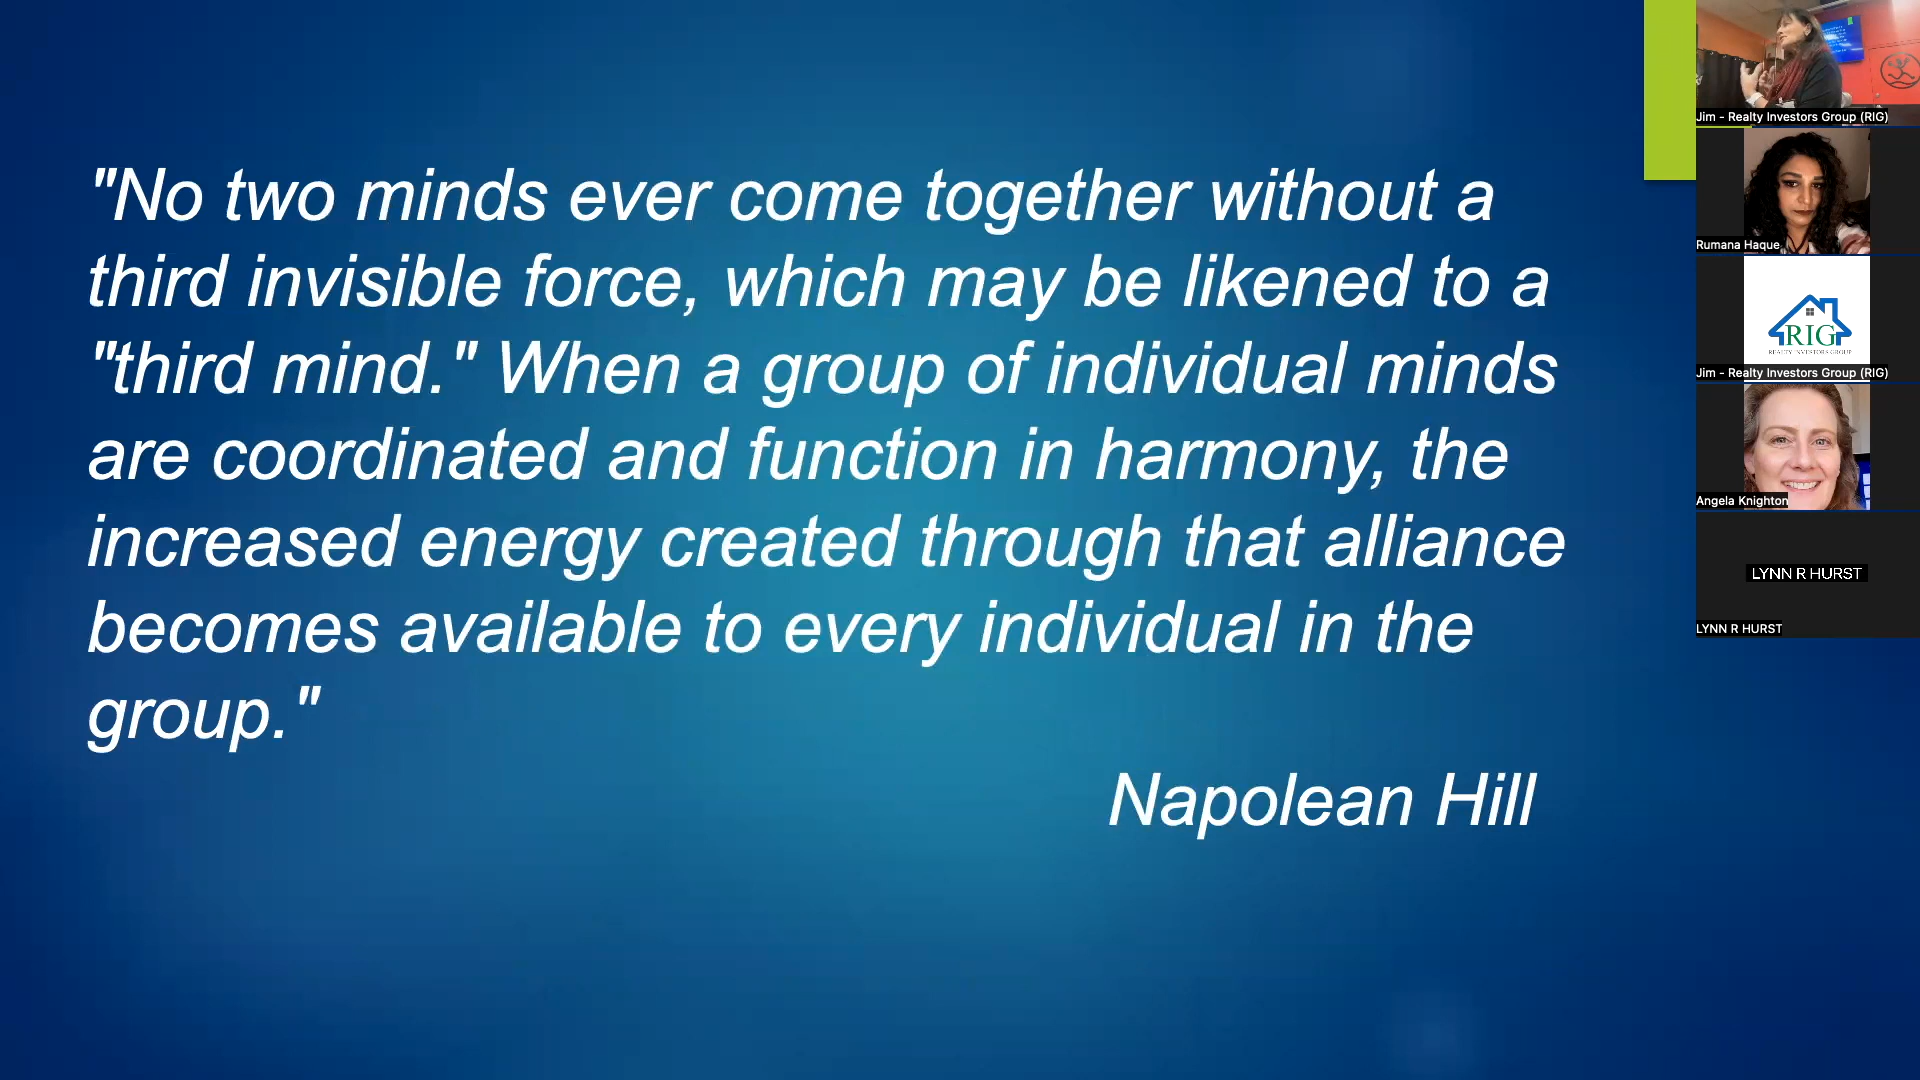 "No two minds ever come together without a
third invisible force, which may be likened to a
"third mind." When a group of individual minds
are coordinated and function in harmony, the
increased energy created through that alliance
becomes available to every individual in the
group."
Napolean Hill
Jim - Realty Investors Group (RIG)
Rumana Haque
RIG
REALTY INVESTORS GROUP
Jim - Realty Investors Group (RIG)
Angela Knighton
LYNN R HURST
LYNN R HURST